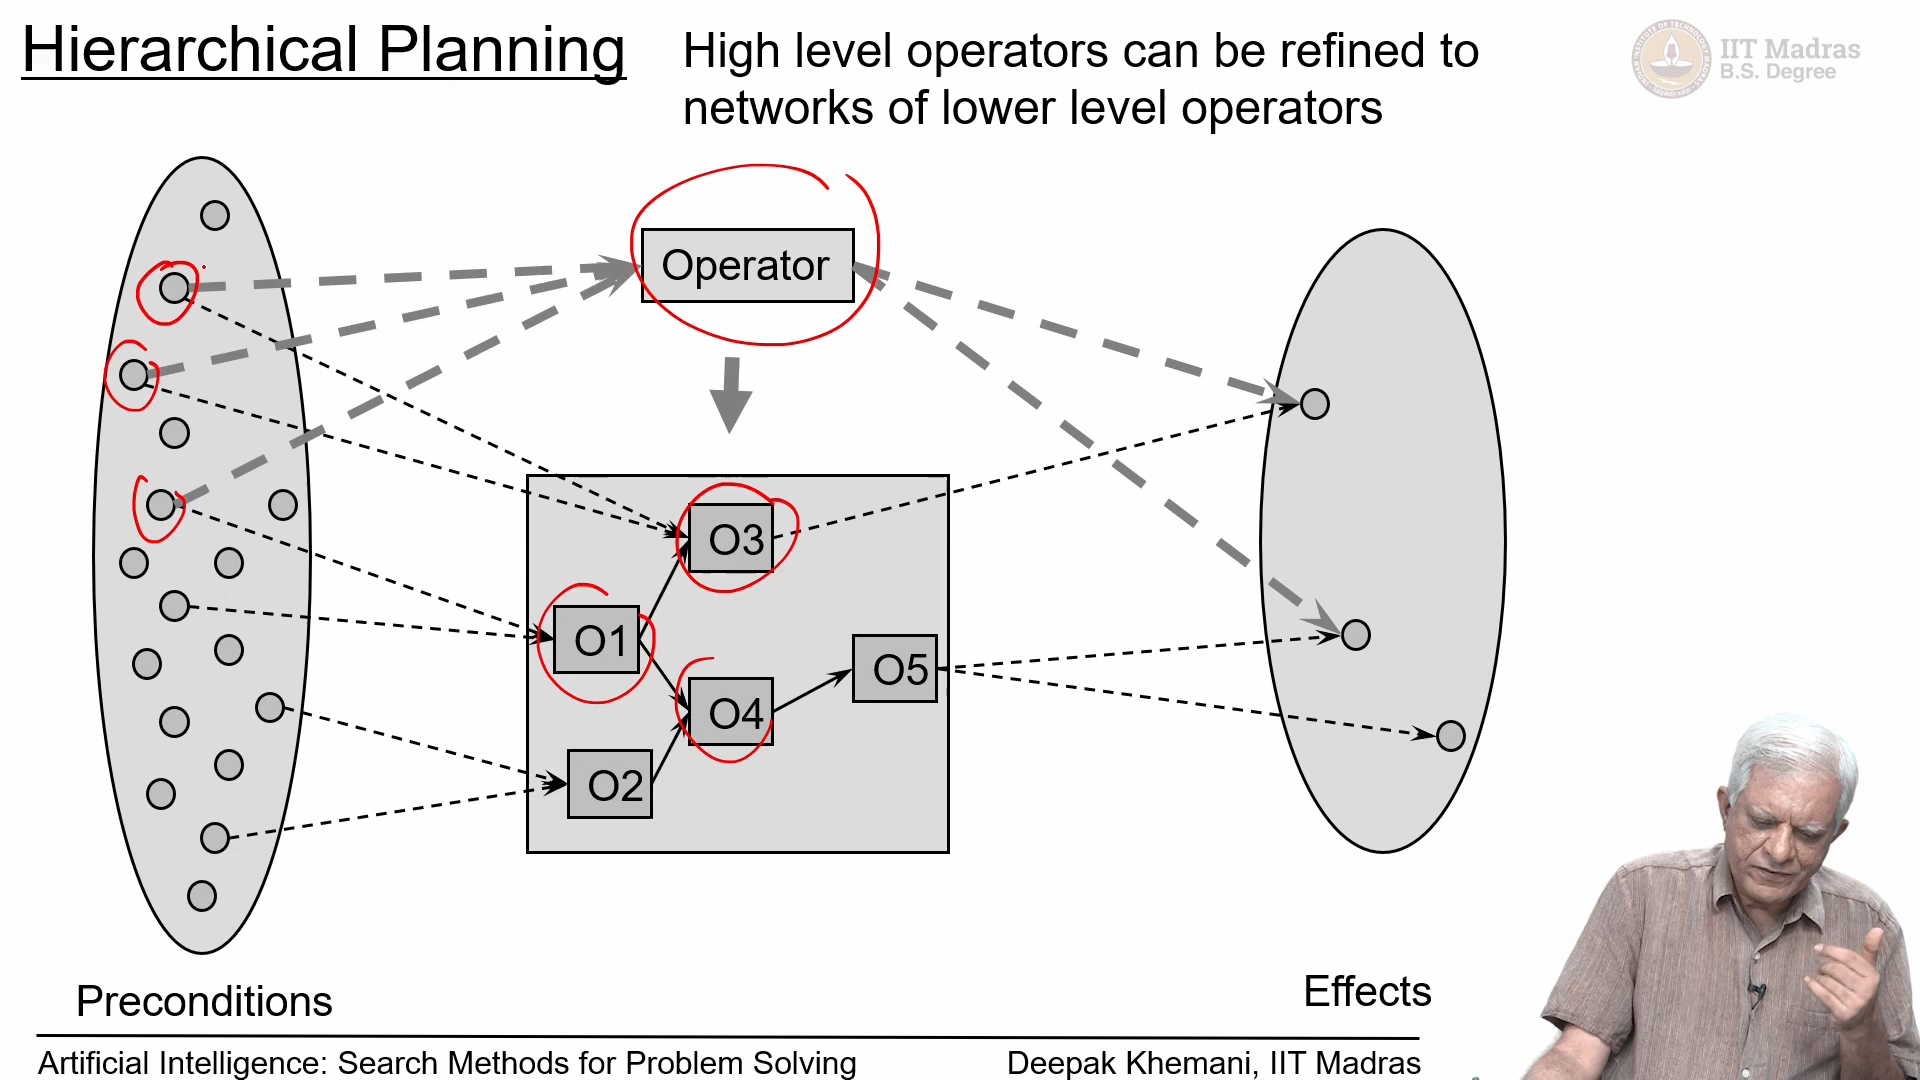 Hierarchical Planning
High level operators can be refined to
networks of lower level operators
IIT Madras
B.S. Degree
Operator
O3
O1
O5
O4
O2
Preconditions
Effects
Artificial Intelligence: Search Methods for Problem Solving
Deepak Khemani, IIT Madras